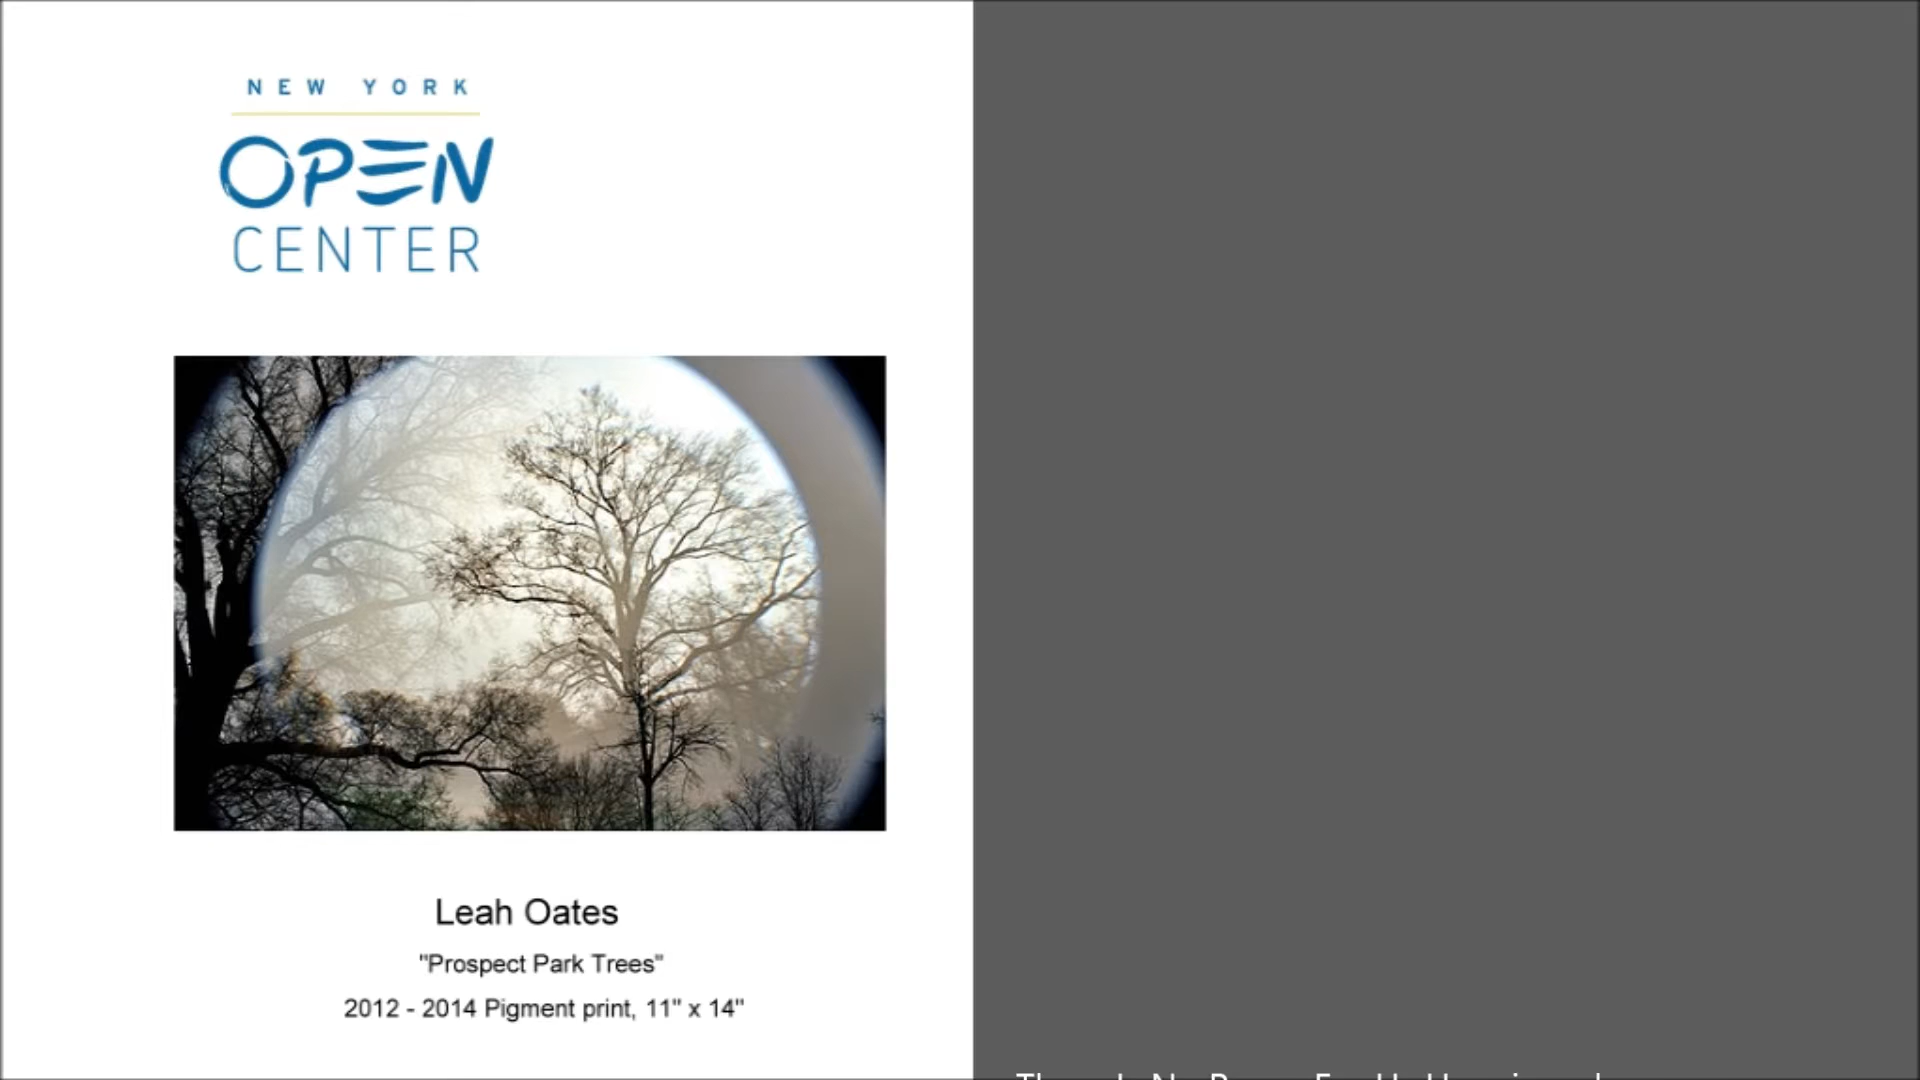 NEW YORK
OPEN
CENTER
Leah Oates
"Prospect Park Trees"
2012 - 2014 Pigment print, 11" x 14"